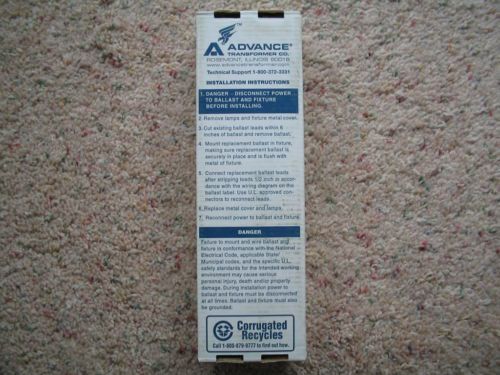 ADVANCE®
TRANSFORMER CO.
ROSEMONT, ILLINOIS 60018
www.advancetransformer.com
Technical Support 1-800-372-3331
INSTALLATION INSTRUCTIONS
1. DANGER - DISCONNECT POWER
TO BALLAST AND FIXTURE
BEFORE INSTALLING.
2. Remove lamps and fixture metal cover.
3. Cut existing ballast leads within 6
inches of ballast and remove ballast.
4. Mount replacement ballast in fixture,
making sure replacement ballast is
securely in place and is flush with
metal of fixture.
5. Connect replacement ballast leads
after stripping leads 1/2 inch in accor-
dance with the wiring diagram on the
ballast label. Use U.L. approved con-
nectors to reconnect leads.
6. Replace metal cover and lamps.
7. Reconnect power to ballast and fixture.
DANGER
Failure to mount and wire Ballast and
fixture in conformance with the National
Electrical Code, applicable State/
Municipal codes, and the specific U.L.
safety standards for the intended working
environment may cause serious
personal injury, death and/or property
damage. During installation power to
ballast and fixture must be disconnected
at all times. Ballast and fixture must also
be grounded.
Corrugated
Recycles
Call 1-800-879-9777 to find out how.